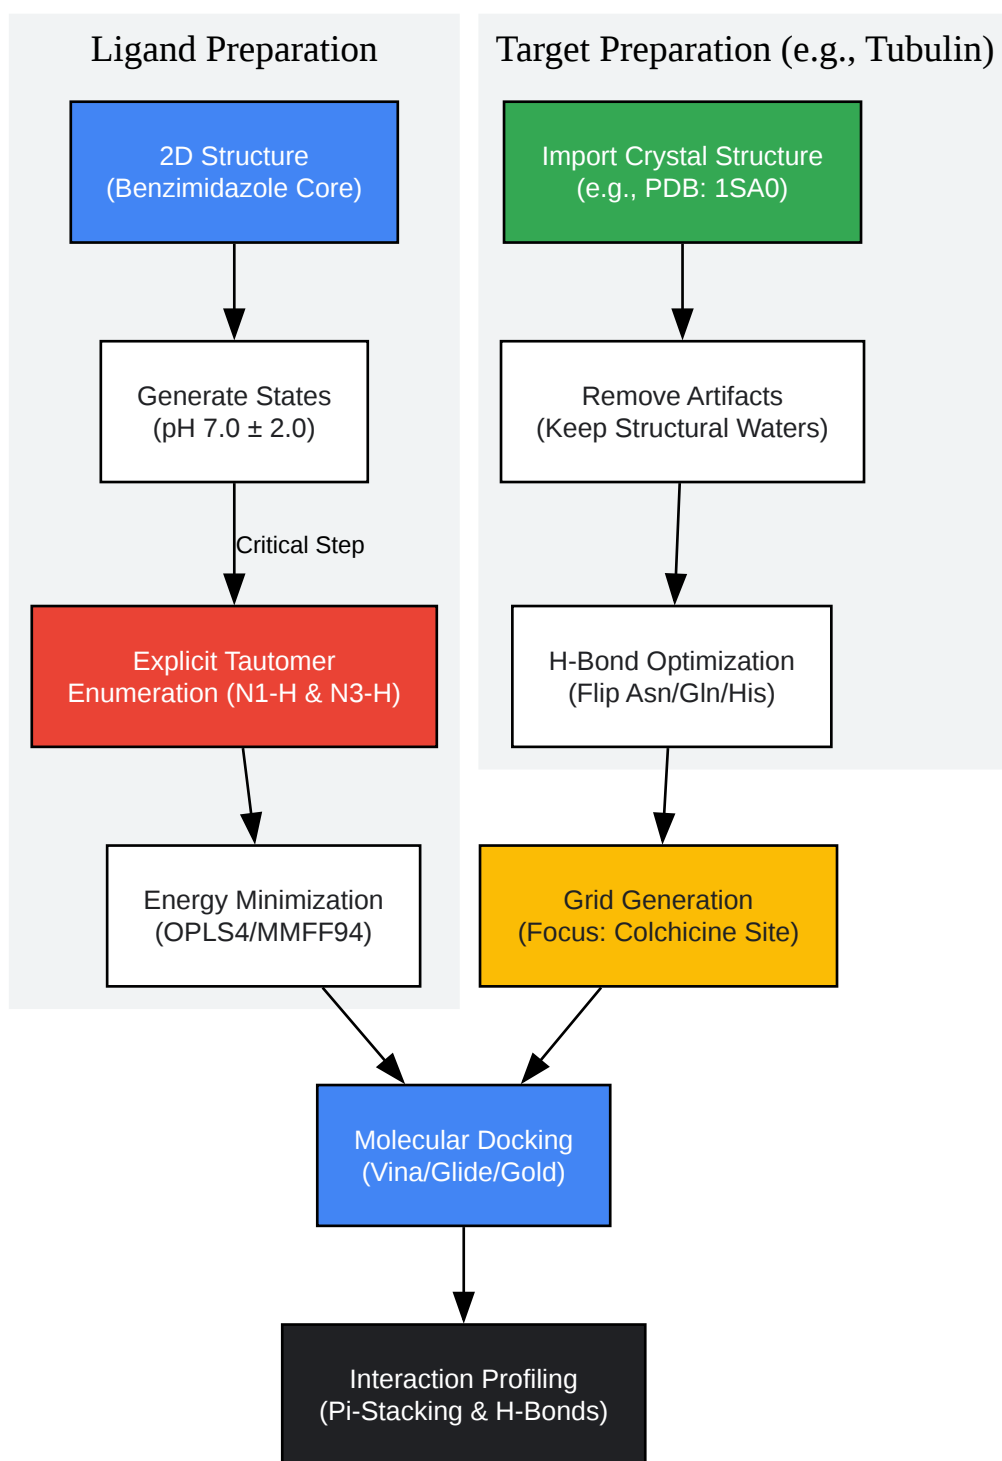 Ligand Preparation
2D Structure
(Benzimidazole Core)
Generate States
(pH 7.0 ± 2.0)
Critical Step
Explicit Tautomer
Enumeration (N1-H & N3-H)
Energy Minimization
(OPLS4/MMFF94)
Target Preparation (e.g., Tubulin)
Import Crystal Structure
(e.g., PDB: 1SA0)
Remove Artifacts
(Keep Structural Waters)
H-Bond Optimization
(Flip Asn/Gln/His)
Grid Generation
(Focus: Colchicine Site)
Molecular Docking
(Vina/Glide/Gold)
Interaction Profiling
(Pi-Stacking & H-Bonds)